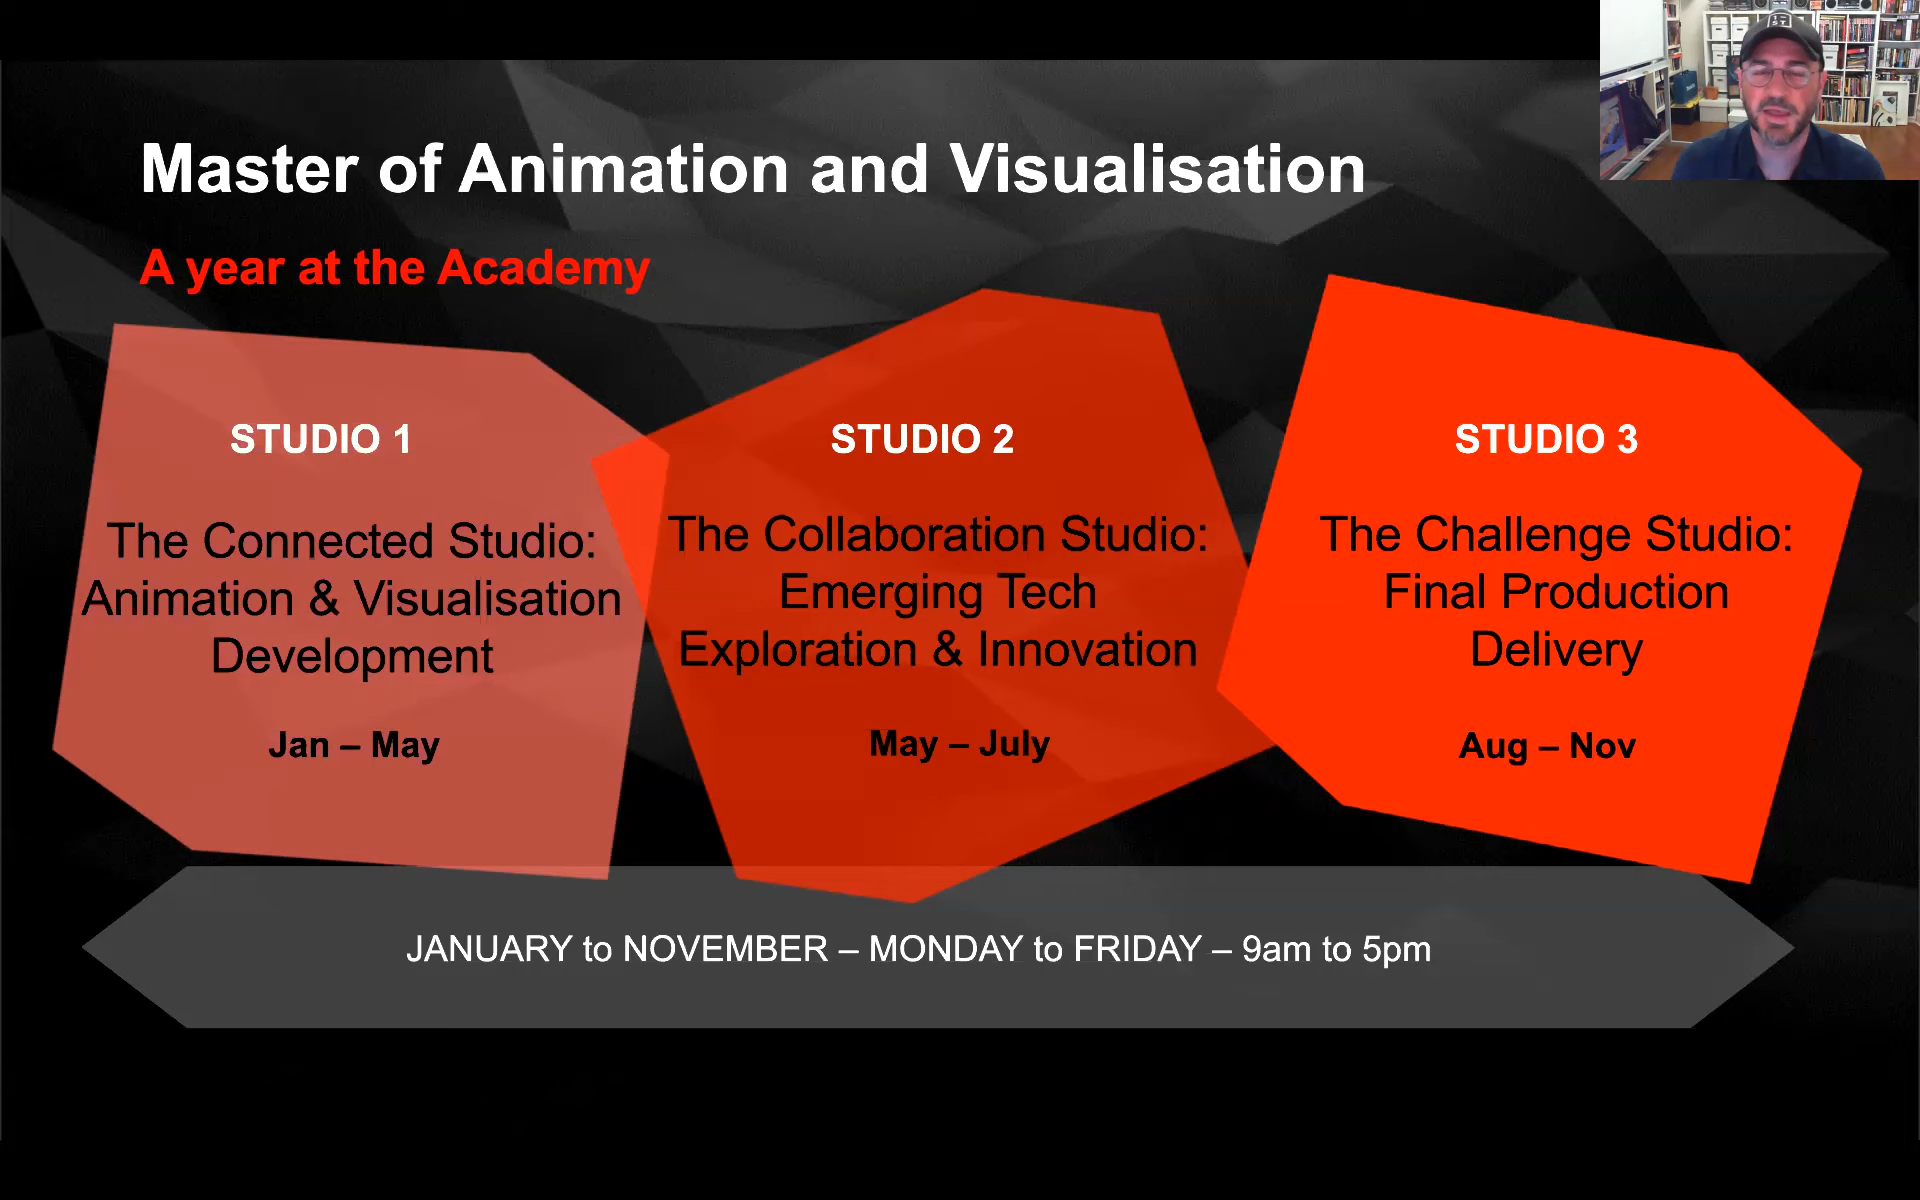 Master of Animation and Visualisation
A year at the Academy
STUDIO 1
The Connected Studio:
Animation & Visualisation
Development
Jan – May
STUDIO 2
The Collaboration Studio:
Emerging Tech
Exploration & Innovation
May – July
STUDIO 3
The Challenge Studio:
Final Production
Delivery
Aug – Nov
JANUARY to NOVEMBER – MONDAY to FRIDAY – 9am to 5pm